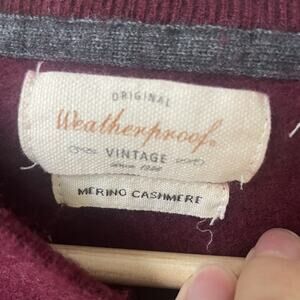 ORIGINAL
Weatherproof®
VINTAGE
since 1948
MERINO CASHMERE